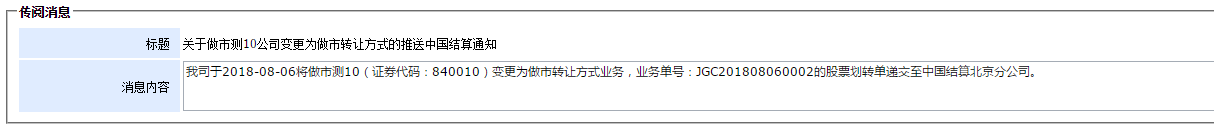 传阅消息
标题 关于做市测10公司变更为做市转让方式的推送中国结算通知
消息内容 我司于2018-08-06将做市测10（证券代码：840010）变更为做市转让方式业务，业务单号：JGC201808060002的股票划转单递交至中国结算北京分公司。